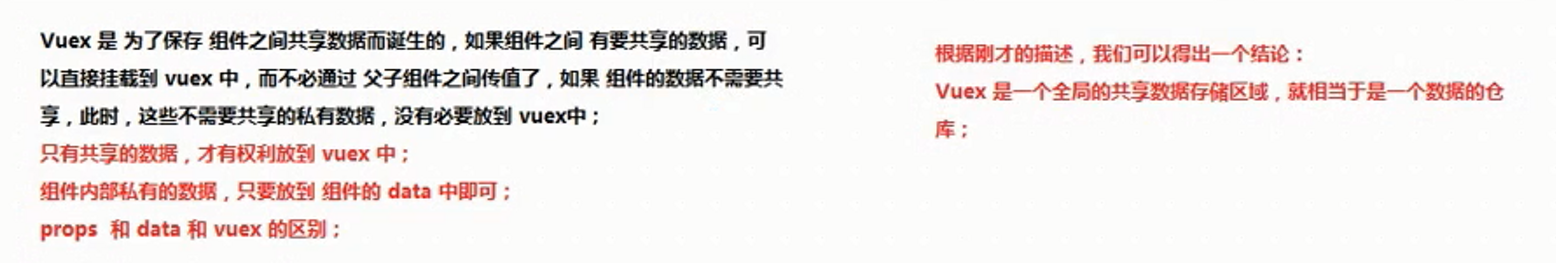 Vuex 是 为了保存 组件之间共享数据而诞生的，如果组件之间 有要共享的数据，可
以直接挂载到 vuex 中，而不必通过 父子组件之间传值了，如果 组件的数据不需要共
享，此时，这些不需要共享的私有数据，没有必要放到 vuex中；
只有共享的数据，才有权利放到 vuex 中；
组件内部私有的数据，只要放到 组件的 data 中即可；
props 和 data 和 vuex 的区别；
根据刚才的描述，我们可以得出一个结论：
Vuex 是一个全局的共享数据存储区域，就相当于是一个数据的仓
库；